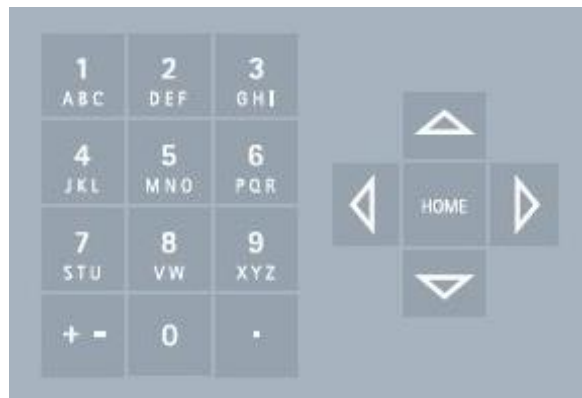 1 2 3
ABC DEF GHI
4 5 6
JKL MNO PQR
HOME
7 8 9
STU VW XYZ
+ - 0 .